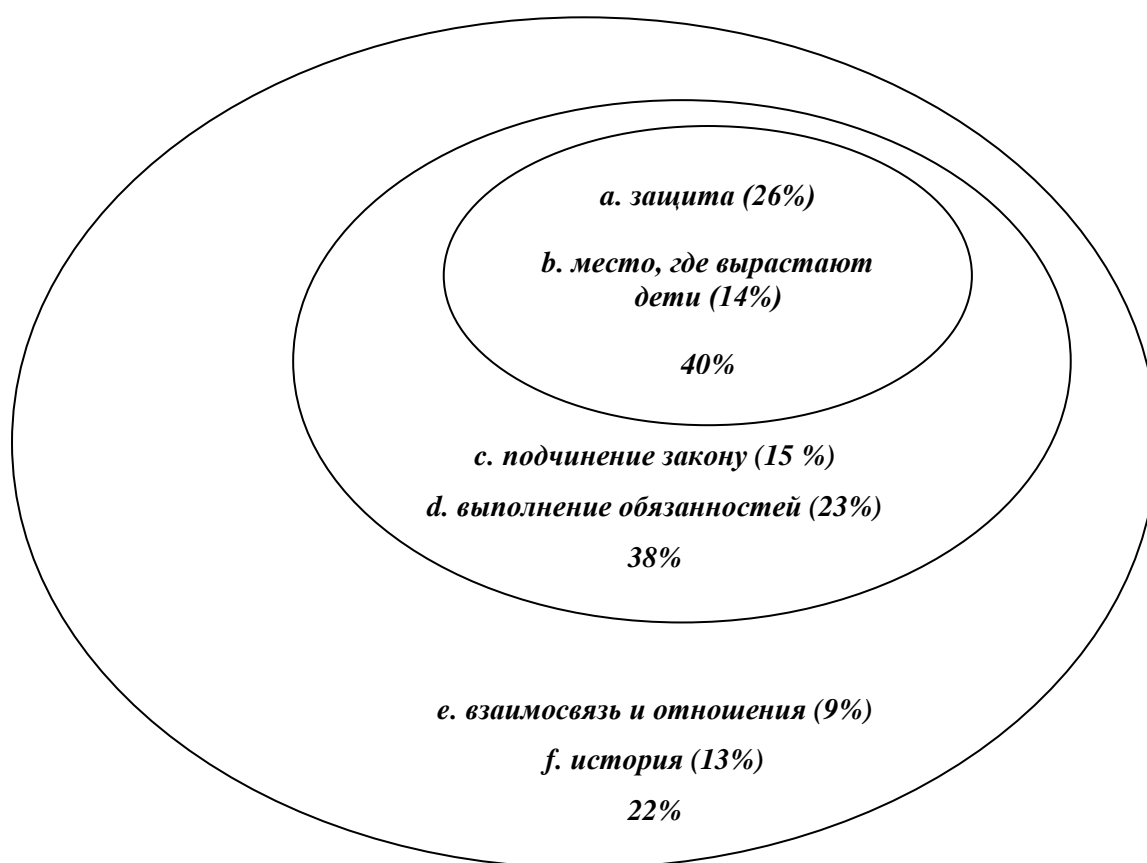 a. защита (26%)
b. место, где вырастают
дети (14%)
40%
c. подчинение закону (15 %)
d. выполнение обязанностей (23%)
38%
e. взаимосвязь и отношения (9%)
f. история (13%)
22%